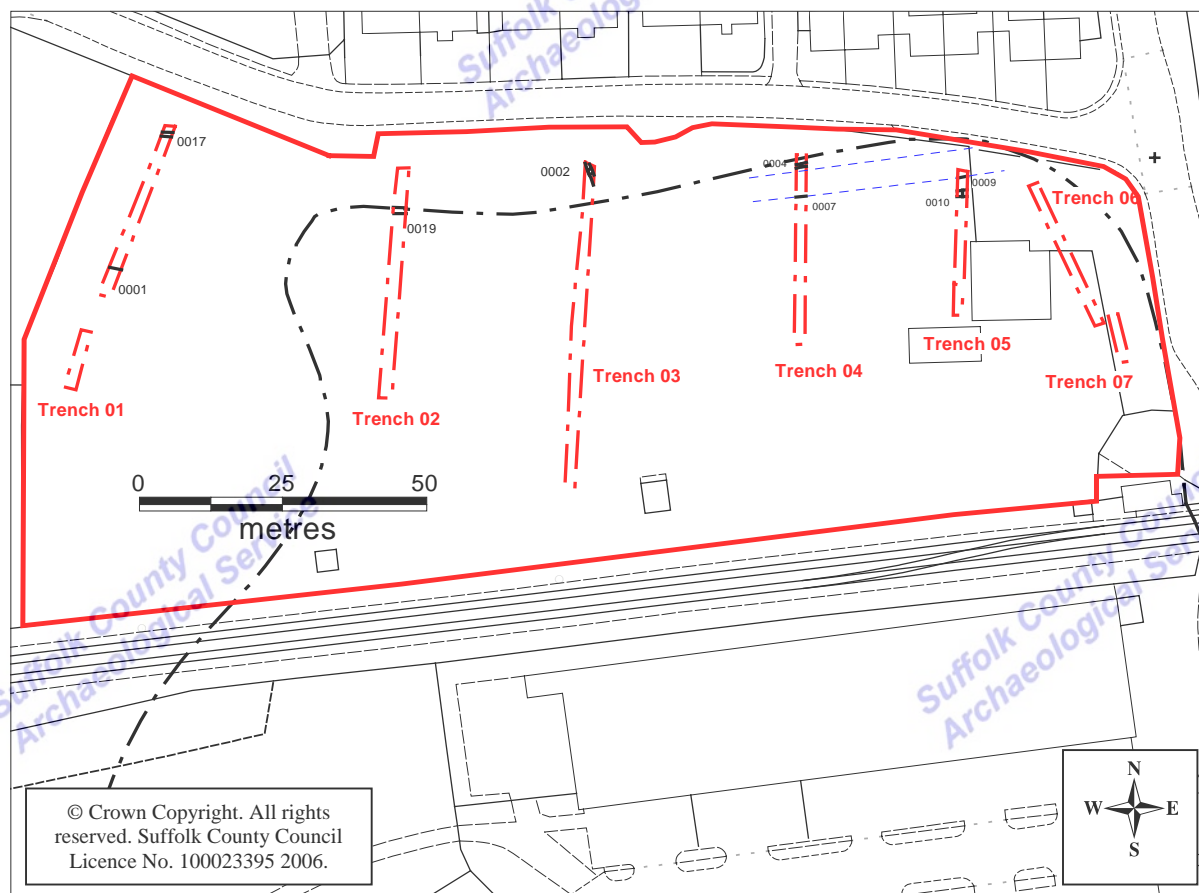 Suffolk County Council
Archaeological Service
0017
0002
0004
0009
0010
0007
Trench 06
0019
0001
Trench 05
Trench 04
Trench 03
Trench 07
Trench 01
Trench 02
0 25 50
metres
Suffolk County Council
Archaeological Service
Suffolk County Council
Archaeological Service
N
W E
S
© Crown Copyright. All rights
reserved. Suffolk County Council
Licence No. 100023395 2006.